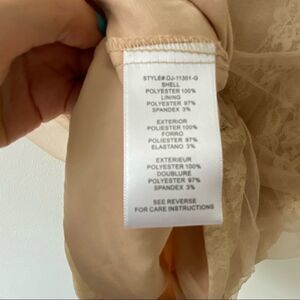 STYLE# DJ-11301-G
SHELL
POLYESTER 100%
LINING
POLYESTER 97%
SPANDEX 3%
EXTERIOR
POLIESTER 100%
FORRO
POLIESTER 97%
ELASTANO 3%
EXTERIEUR
POLYESTER 100%
DOUBLURE
POLYESTER 97%
SPANDEX 3%
SEE REVERSE
FOR CARE INSTRUCTIONS